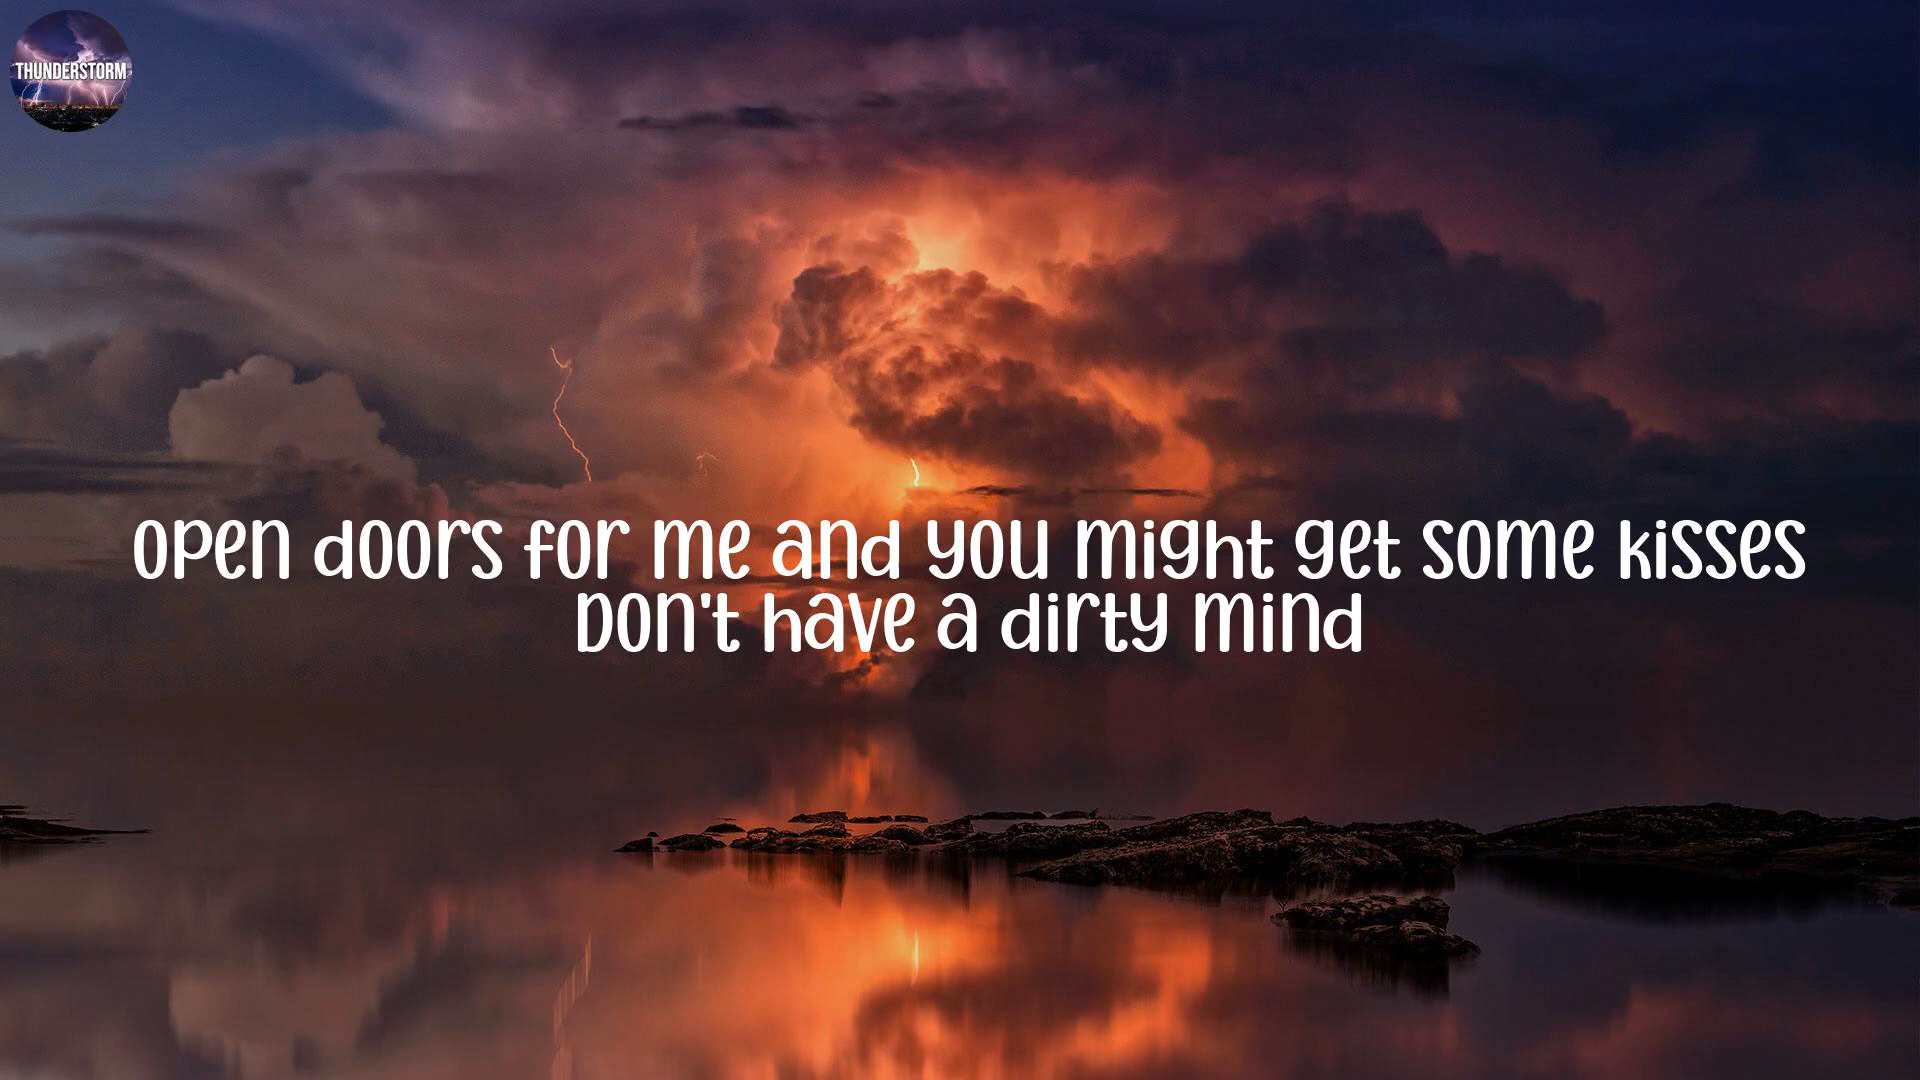 THUNDERSTORM
Open doors for me and you might get some kisses
Don't have a dirty mind